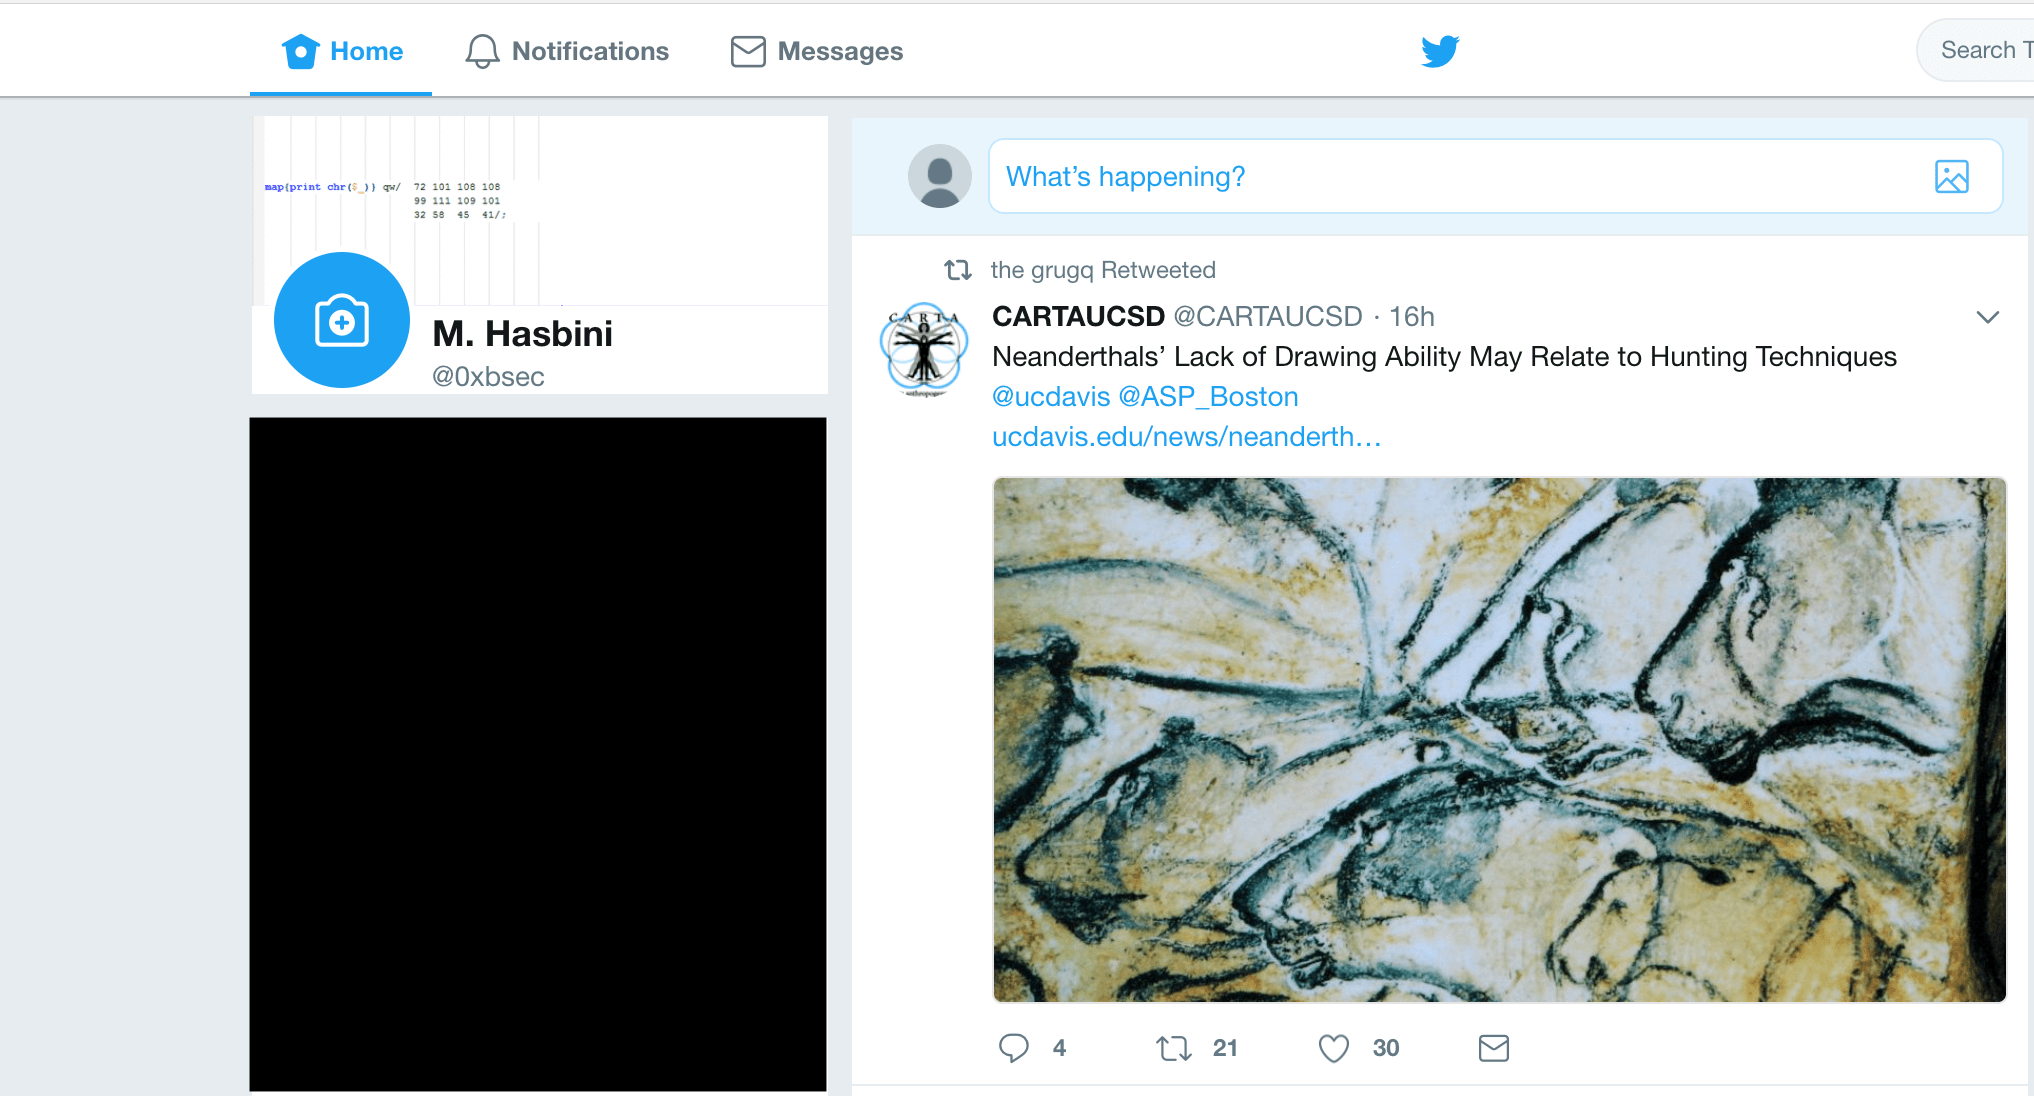 Home Notifications Messages Search T
map{print chr($_)} qw/ 72 101 108 108
99 111 109 101
32 58 45 41/;
M. Hasbini
@0xbsec
What’s happening?
the grugq Retweeted
CARTA
CARTAUCSD @CARTAUCSD · 16h
Neanderthals’ Lack of Drawing Ability May Relate to Hunting Techniques
@ucdavis @ASP_Boston
ucdavis.edu/news/neanderth…
4 21 30